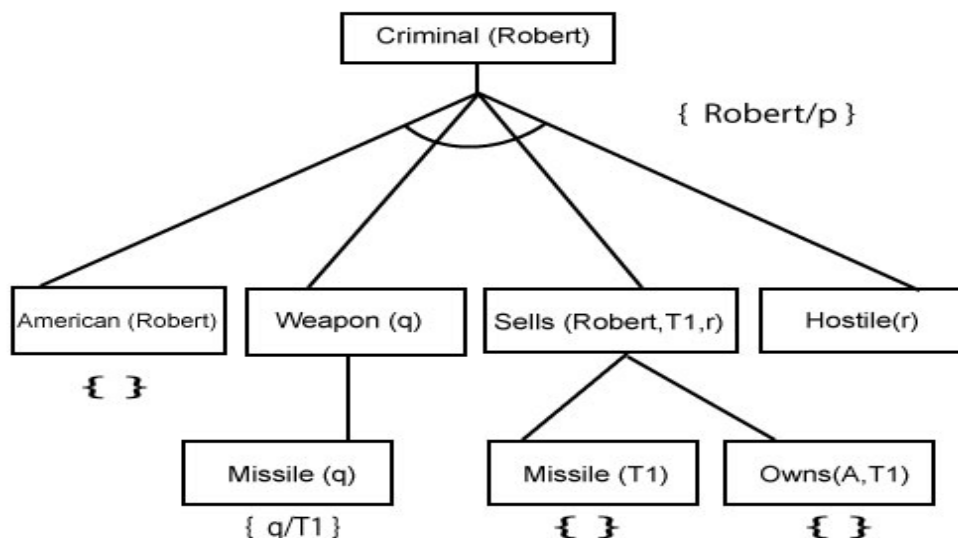 Criminal (Robert)
{ Robert/p }
American (Robert)
Weapon (q)
Sells (Robert,T1,r)
Hostile(r)
{ }
Missile (q)
Missile (T1)
Owns(A,T1)
{ q/T1 }
{ }
{ }